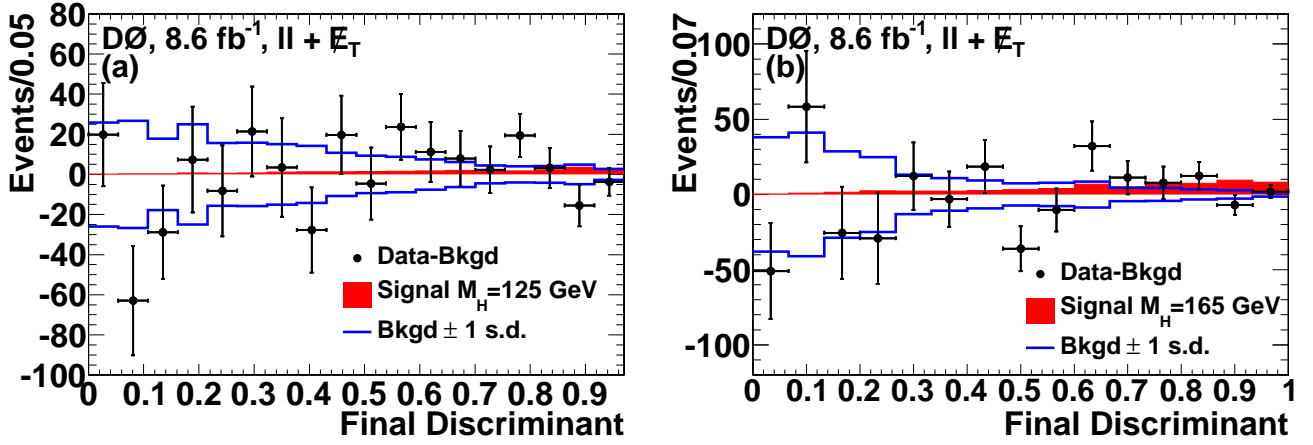 DØ, 8.6 fb⁻¹, ll + E̸_T
(a)
Events/0.05
80
60
40
20
0
-20
-40
-60
-80
-100
Data-Bkgd
Signal M_H=125 GeV
Bkgd ± 1 s.d.
0 0.1 0.2 0.3 0.4 0.5 0.6 0.7 0.8 0.9
Final Discriminant
DØ, 8.6 fb⁻¹, ll + E̸_T
(b)
Events/0.07
100
50
0
-50
-100
Data-Bkgd
Signal M_H=165 GeV
Bkgd ± 1 s.d.
0 0.1 0.2 0.3 0.4 0.5 0.6 0.7 0.8 0.9 1
Final Discriminant